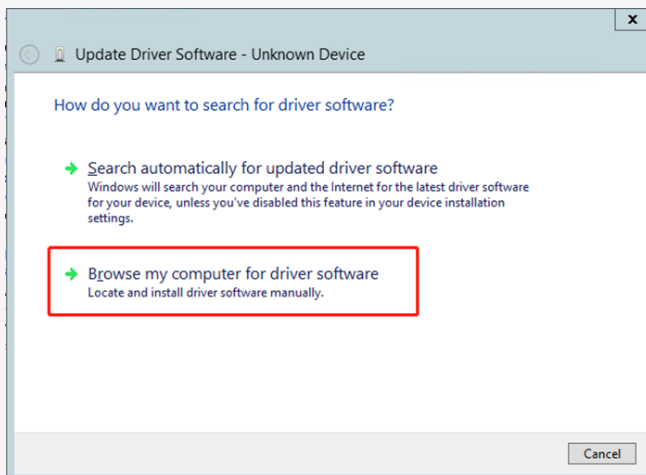 x
Update Driver Software - Unknown Device
How do you want to search for driver software?
Search automatically for updated driver software
Windows will search your computer and the Internet for the latest driver software
for your device, unless you've disabled this feature in your device installation
settings.
Browse my computer for driver software
Locate and install driver software manually.
Cancel